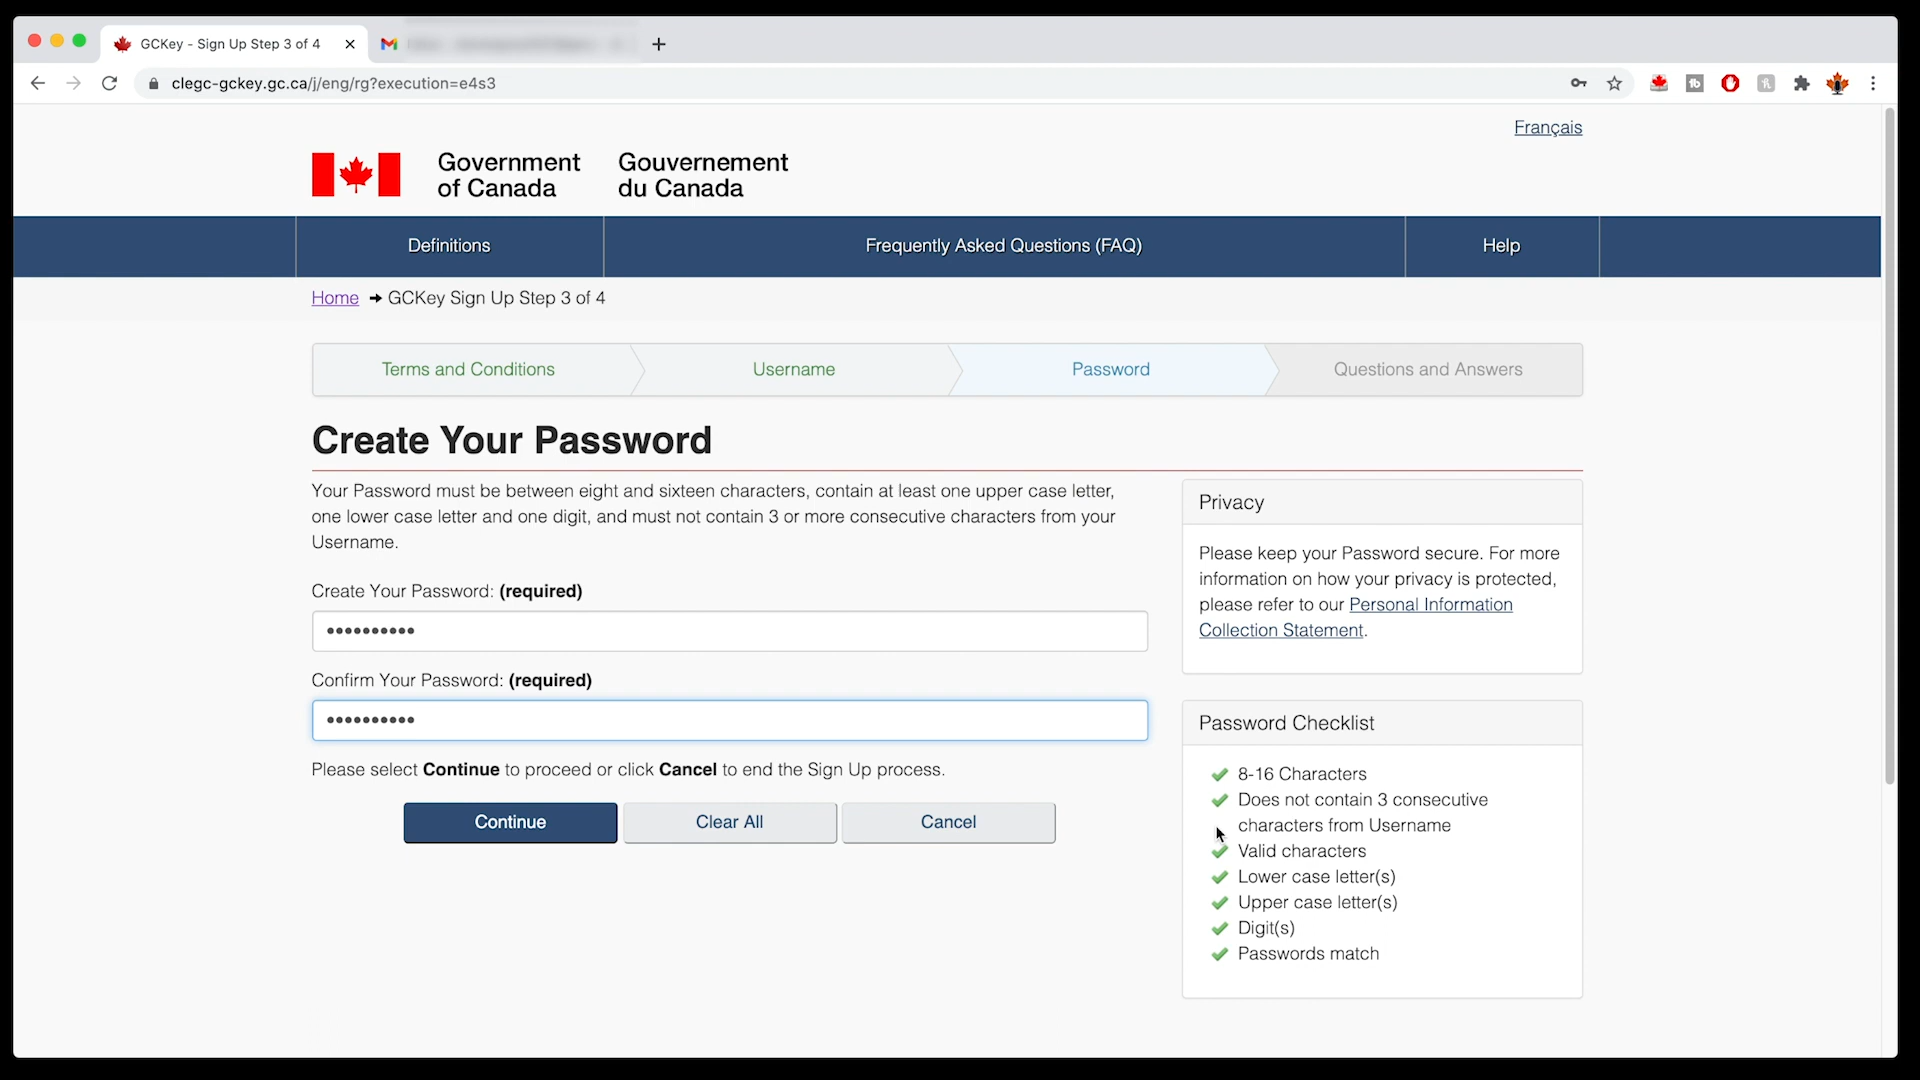 GCKey - Sign Up Step 3 of 4
clegc-gckey.gc.ca/j/eng/rg?execution=e4s3
Français
Government
of Canada
Gouvernement
du Canada
Definitions
Frequently Asked Questions (FAQ)
Help
Home
GCKey Sign Up Step 3 of 4
Terms and Conditions
Username
Password
Questions and Answers
Create Your Password
Your Password must be between eight and sixteen characters, contain at least one upper case letter,
one lower case letter and one digit, and must not contain 3 or more consecutive characters from your
Username.
Create Your Password: (required)
••••••••••
Confirm Your Password: (required)
••••••••••
Please select Continue to proceed or click Cancel to end the Sign Up process.
Continue
Clear All
Cancel
Privacy
Please keep your Password secure. For more
information on how your privacy is protected,
please refer to our Personal Information
Collection Statement.
Password Checklist
8-16 Characters
Does not contain 3 consecutive
characters from Username
Valid characters
Lower case letter(s)
Upper case letter(s)
Digit(s)
Passwords match